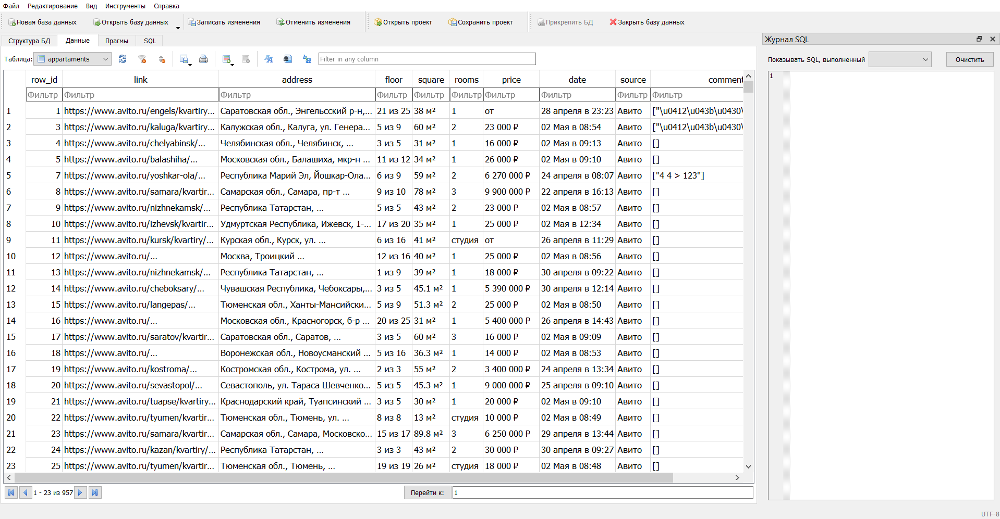 Файл Редактирование Вид Инструменты Справка
Новая база данных Открыть базу данных Записать изменения Отменить изменения Открыть проект Сохранить проект Прикрепить БД Закрыть базу данных
Структура БД Данные Прагмы SQL
Журнал SQL
Таблица: appartaments Filter in any column
Показывать SQL, выполненный Очистить
1
row_id link address floor square rooms price date source comment
Фильтр Фильтр Фильтр Фильтр Фильтр Фильтр Фильтр Фильтр Фильтр Фильтр
1 1 https://www.avito.ru/engels/kvartiry... Саратовская обл., Энгельсский р-н,... 21 из 25 38 м² 1 от 28 апреля в 23:23 Авито ["\u0412\u043b\u0430\
2 3 https://www.avito.ru/kaluga/kvartiry... Калужская обл., Калуга, ул. Генера... 5 из 9 60 м² 2 23 000 ₽ 02 Мая в 08:54 Авито ["\u0412\u043b\u0430\
3 4 https://www.avito.ru/chelyabinsk/... Челябинская обл., Челябинск, ... 3 из 5 31 м² 1 16 000 ₽ 02 Мая в 09:13 Авито []
4 5 https://www.avito.ru/balashiha/... Московская обл., Балашиха, мкр-н ... 11 из 12 34 м² 1 26 000 ₽ 02 Мая в 09:10 Авито []
5 7 https://www.avito.ru/yoshkar-ola/... Республика Марий Эл, Йошкар-Ола... 6 из 9 59 м² 2 6 270 000 ₽ 24 апреля в 08:07 Авито ["4 4 > 123"]
6 8 https://www.avito.ru/samara/kvartir... Самарская обл., Самара, пр-т ... 9 из 10 78 м² 3 9 900 000 ₽ 22 апреля в 16:13 Авито []
7 9 https://www.avito.ru/nizhnekamsk/... Республика Татарстан, ... 5 из 5 43 м² 2 23 000 ₽ 02 Мая в 08:57 Авито []
8 10 https://www.avito.ru/izhevsk/kvartir... Удмуртская Республика, Ижевск, 1-... 17 из 20 35 м² 1 25 000 ₽ 02 Мая в 12:34 Авито []
9 11 https://www.avito.ru/kursk/kvartiry/... Курская обл., Курск, ул. ... 6 из 16 41 м² студия от 26 апреля в 11:29 Авито []
10 12 https://www.avito.ru/... Москва, Троицкий ... 12 из 16 40 м² 1 25 000 ₽ 02 Мая в 08:56 Авито []
11 13 https://www.avito.ru/nizhnekamsk/... Республика Татарстан, ... 1 из 9 39 м² 1 18 000 ₽ 30 апреля в 09:22 Авито []
12 14 https://www.avito.ru/cheboksary/... Чувашская Республика, Чебоксары,... 3 из 5 45.1 м² 1 5 390 000 ₽ 30 апреля в 12:14 Авито []
13 15 https://www.avito.ru/langepas/... Тюменская обл., Ханты-Мансийски... 5 из 9 51.3 м² 2 25 000 ₽ 02 Мая в 08:50 Авито []
14 16 https://www.avito.ru/... Московская обл., Красногорск, б-р ... 20 из 25 31 м² 1 5 400 000 ₽ 26 апреля в 14:43 Авито []
15 17 https://www.avito.ru/saratov/kvartir... Саратовская обл., Саратов, ... 3 из 5 60 м² 3 16 000 ₽ 02 Мая в 09:09 Авито []
16 18 https://www.avito.ru/... Воронежская обл., Новоусманский ... 5 из 16 36.3 м² 1 14 000 ₽ 02 Мая в 08:53 Авито []
17 19 https://www.avito.ru/kostroma/... Костромская обл., Кострома, ул. ... 2 из 3 55 м² 2 3 400 000 ₽ 24 апреля в 13:34 Авито []
18 20 https://www.avito.ru/sevastopol/... Севастополь, ул. Тараса Шевченко... 5 из 5 45.3 м² 1 9 000 000 ₽ 25 апреля в 09:10 Авито []
19 21 https://www.avito.ru/tuapse/kvartiry... Краснодарский край, Туапсинский ... 3 из 5 30 м² 1 20 000 ₽ 02 Мая в 09:10 Авито []
20 22 https://www.avito.ru/tyumen/kvartir... Тюменская обл., Тюмень, ул. ... 8 из 8 13 м² студия 10 000 ₽ 02 Мая в 08:49 Авито []
21 23 https://www.avito.ru/samara/kvartir... Самарская обл., Самара, Московско... 15 из 17 89.8 м² 3 6 250 000 ₽ 29 апреля в 13:44 Авито []
22 24 https://www.avito.ru/kazan/kvartiry/... Республика Татарстан, ... 3 из 3 43 м² 2 30 000 ₽ 30 апреля в 09:27 Авито []
23 25 https://www.avito.ru/tyumen/kvartir... Тюменская обл., Тюмень, ... 19 из 19 26 м² студия 18 000 ₽ 02 Мая в 08:48 Авито []
1 - 23 из 957 Перейти к: 1
UTF-8